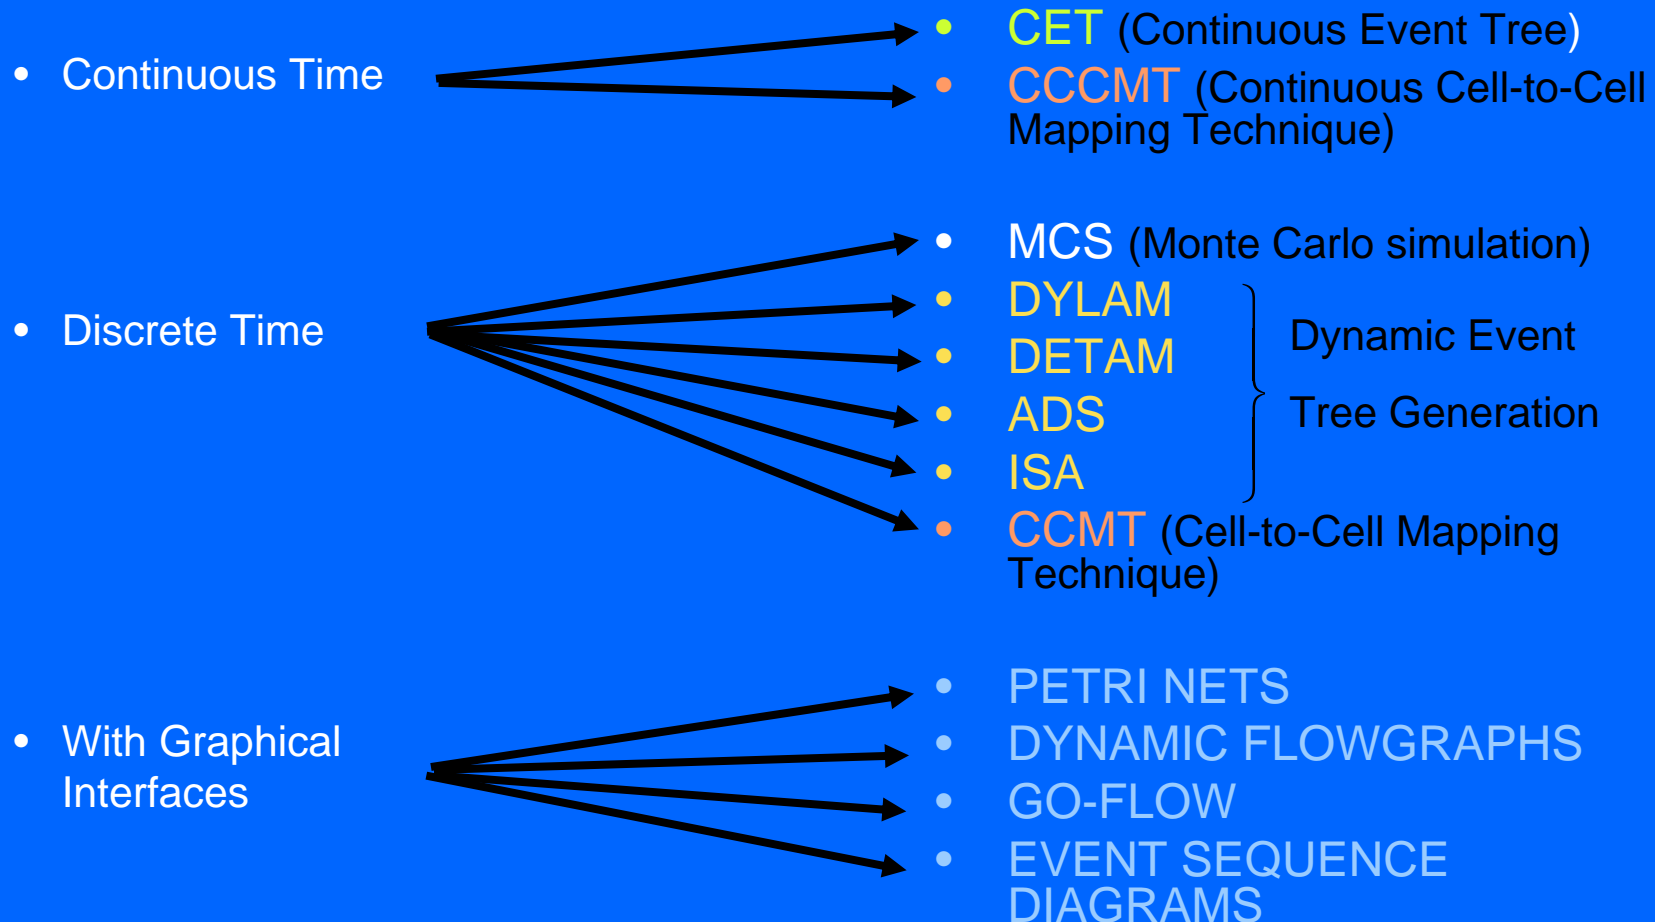 • Continuous Time
• CET (Continuous Event Tree)
• CCCMT (Continuous Cell-to-Cell
Mapping Technique)
• Discrete Time
• MCS (Monte Carlo simulation)
• DYLAM
• DETAM
• ADS
• ISA
Dynamic Event
Tree Generation
• CCMT (Cell-to-Cell Mapping
Technique)
• With Graphical
Interfaces
• PETRI NETS
• DYNAMIC FLOWGRAPHS
• GO-FLOW
• EVENT SEQUENCE
DIAGRAMS